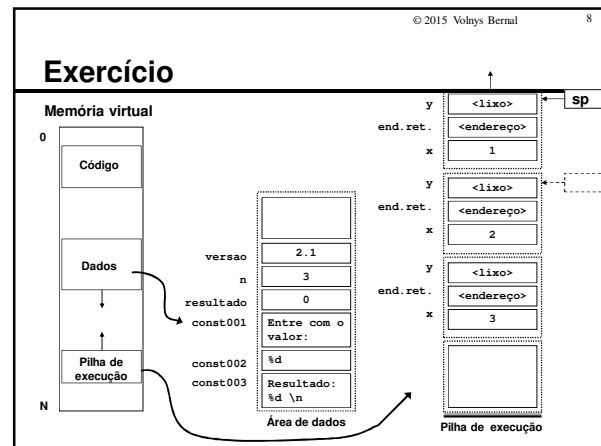 © 2015 Volnys Bernal 8
Exercício
Memória virtual
0
Código
Dados
Pilha de
execução
N
versao 2.1
n 3
resultado 0
const001 Entre com o
valor:
const002 %d
const003 Resultado:
%d \n
Área de dados
y <lixo>
sp
end.ret. <endereço>
x 1
y <lixo>
end.ret. <endereço>
x 2
y <lixo>
end.ret. <endereço>
x 3
Pilha de execução